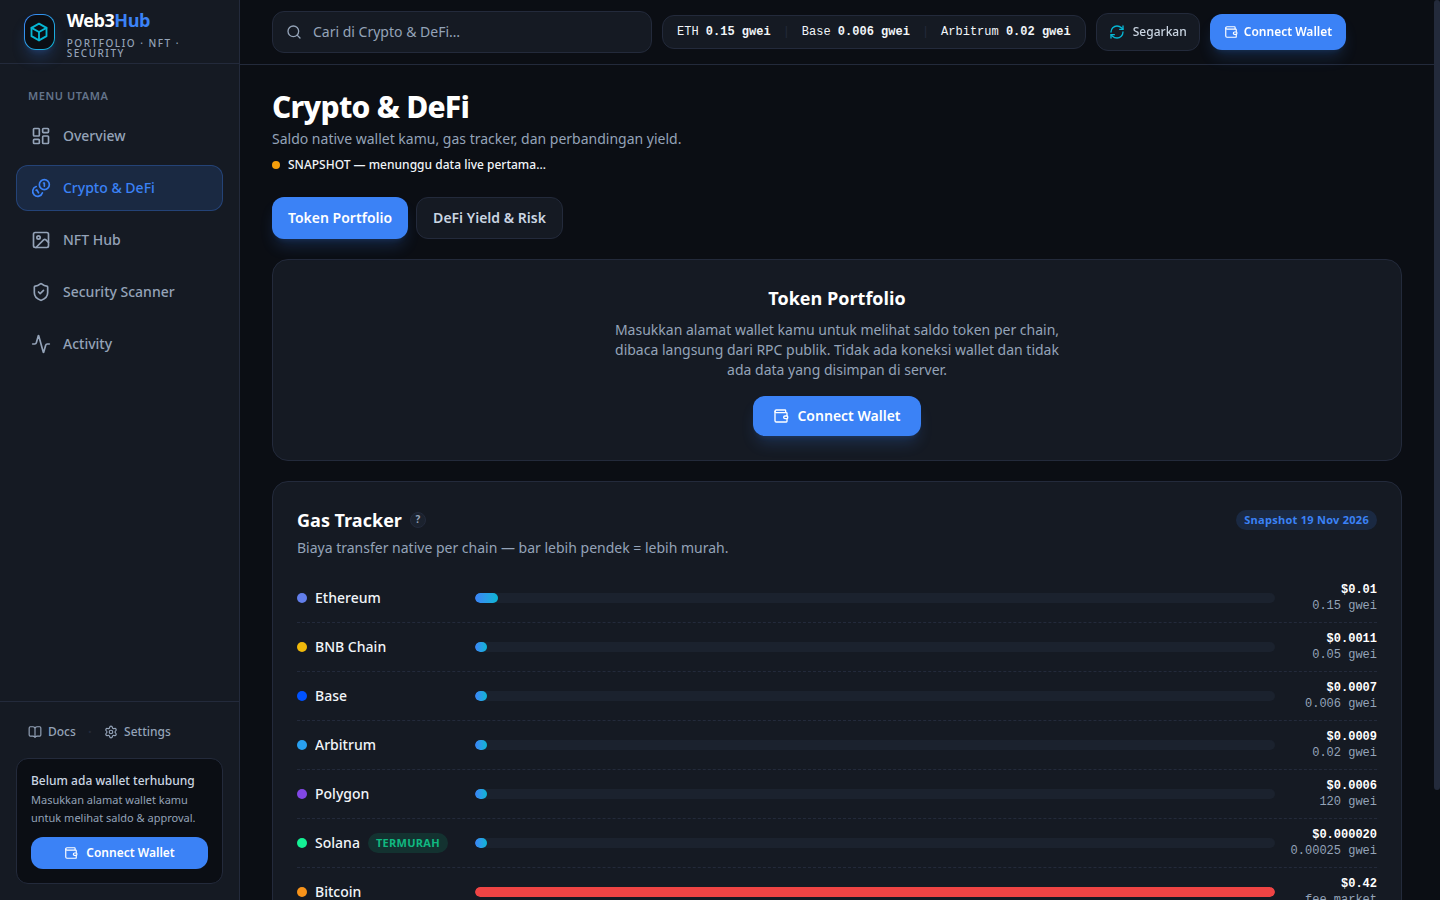 Web3Hub
PORTFOLIO · NFT ·
SECURITY
MENU UTAMA
Overview
Crypto & DeFi
NFT Hub
Security Scanner
Activity
Docs · Settings
Belum ada wallet terhubung
Masukkan alamat wallet kamu
untuk melihat saldo & approval.
Connect Wallet
Cari di Crypto & DeFi...
ETH 0.15 gwei
Base 0.006 gwei
Arbitrum 0.02 gwei
Segarkan
Connect Wallet
Crypto & DeFi
Saldo native wallet kamu, gas tracker, dan perbandingan yield.
SNAPSHOT — menunggu data live pertama...
Token Portfolio
DeFi Yield & Risk
Token Portfolio
Masukkan alamat wallet kamu untuk melihat saldo token per chain,
dibaca langsung dari RPC publik. Tidak ada koneksi wallet dan tidak
ada data yang disimpan di server.
Connect Wallet
Gas Tracker ?
Snapshot 19 Nov 2026
Biaya transfer native per chain — bar lebih pendek = lebih murah.
Ethereum
$0.01
0.15 gwei
BNB Chain
$0.0011
0.05 gwei
Base
$0.0007
0.006 gwei
Arbitrum
$0.0009
0.02 gwei
Polygon
$0.0006
120 gwei
Solana TERMURAH
$0.000020
0.00025 gwei
Bitcoin
$0.42
fee market